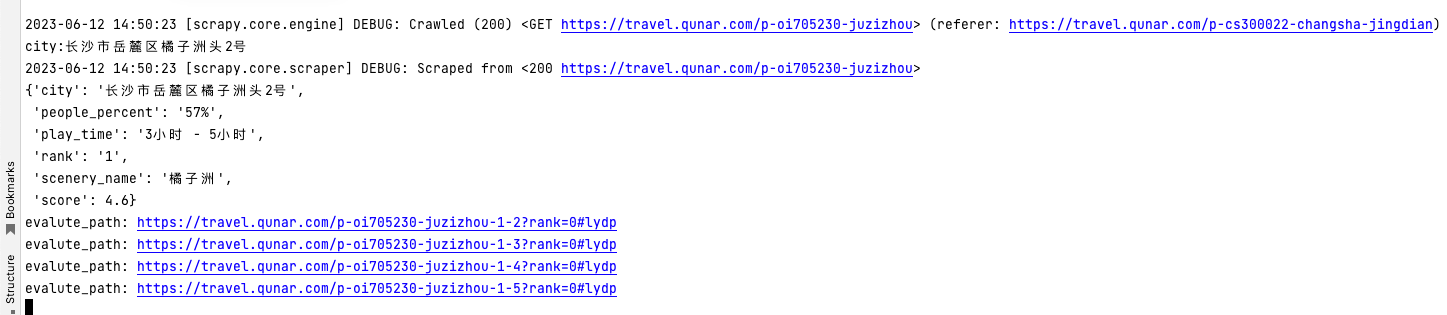 2023-06-12 14:50:23 [scrapy.core.engine] DEBUG: Crawled (200) <GET https://travel.qunar.com/p-oi705230-juzizhou> (referer: https://travel.qunar.com/p-cs300022-changsha-jingdian)
city:长沙市岳麓区橘子洲头2号
2023-06-12 14:50:23 [scrapy.core.scraper] DEBUG: Scraped from <200 https://travel.qunar.com/p-oi705230-juzizhou>
{'city': '长沙市岳麓区橘子洲头2号',
 'people_percent': '57%',
 'play_time': '3小时 - 5小时',
 'rank': '1',
 'scenery_name': '橘子洲',
 'score': 4.6}
evalute_path: https://travel.qunar.com/p-oi705230-juzizhou-1-2?rank=0#lydp
evalute_path: https://travel.qunar.com/p-oi705230-juzizhou-1-3?rank=0#lydp
evalute_path: https://travel.qunar.com/p-oi705230-juzizhou-1-4?rank=0#lydp
evalute_path: https://travel.qunar.com/p-oi705230-juzizhou-1-5?rank=0#lydp
Bookmarks
Structure